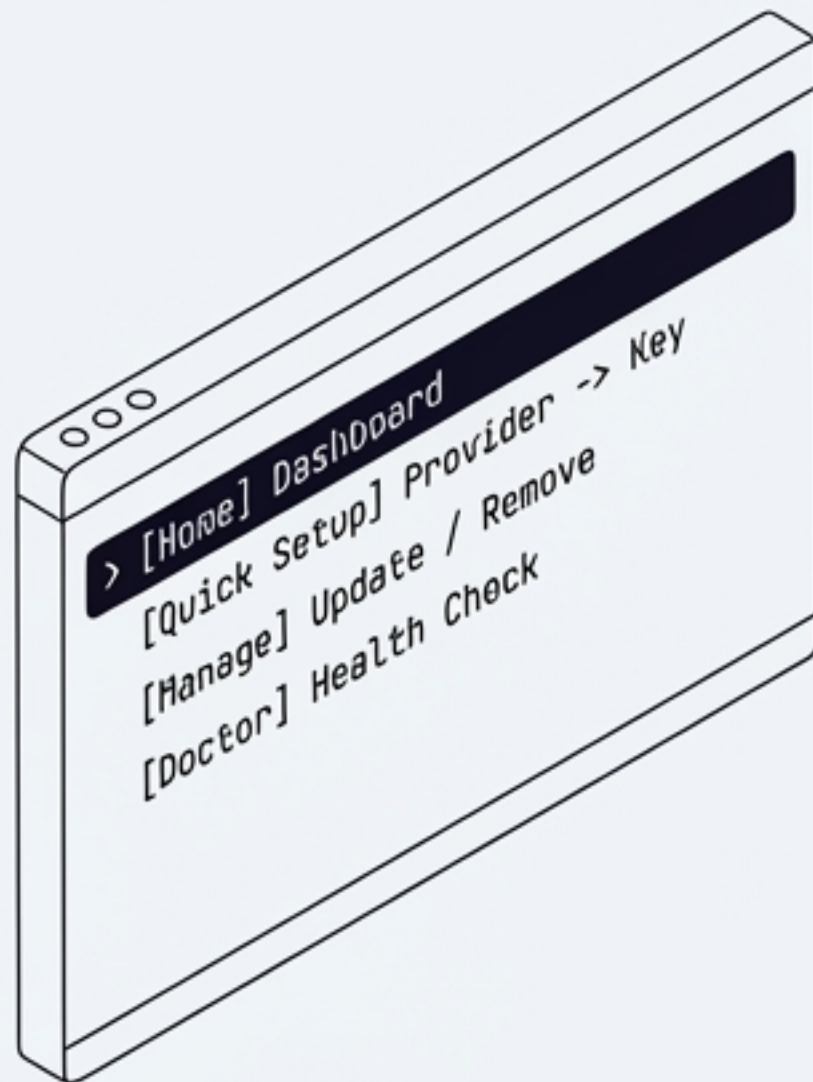 > [Home] Dashboard
[Quick Setup] Provider -> Key
[Manage] Update / Remove
[Doctor] Health Check